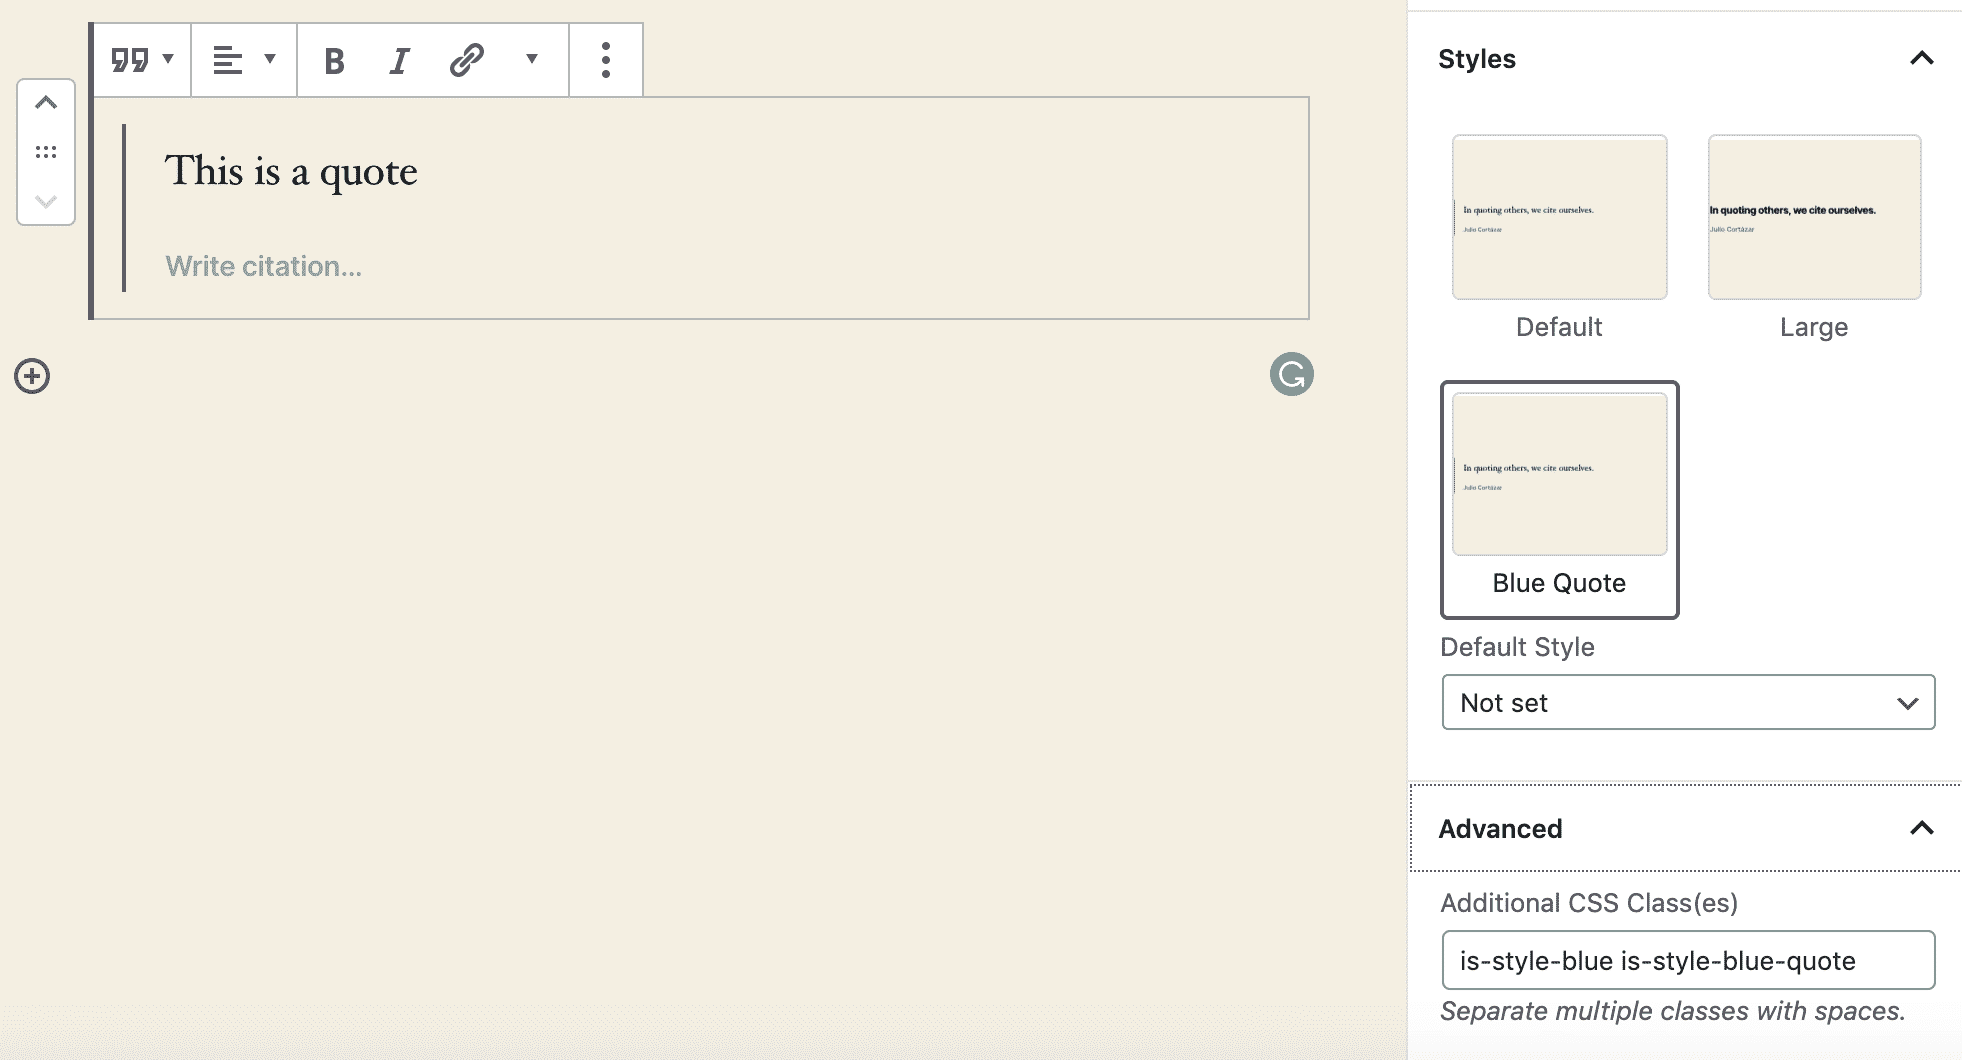 B I
This is a quote
Write citation...
Styles
In quoting others, we cite ourselves.
Julio Cortázar
Default
In quoting others, we cite ourselves.
Julio Cortázar
Large
In quoting others, we cite ourselves.
Julio Cortázar
Blue Quote
Default Style
Not set
Advanced
Additional CSS Class(es)
is-style-blue is-style-blue-quote
Separate multiple classes with spaces.